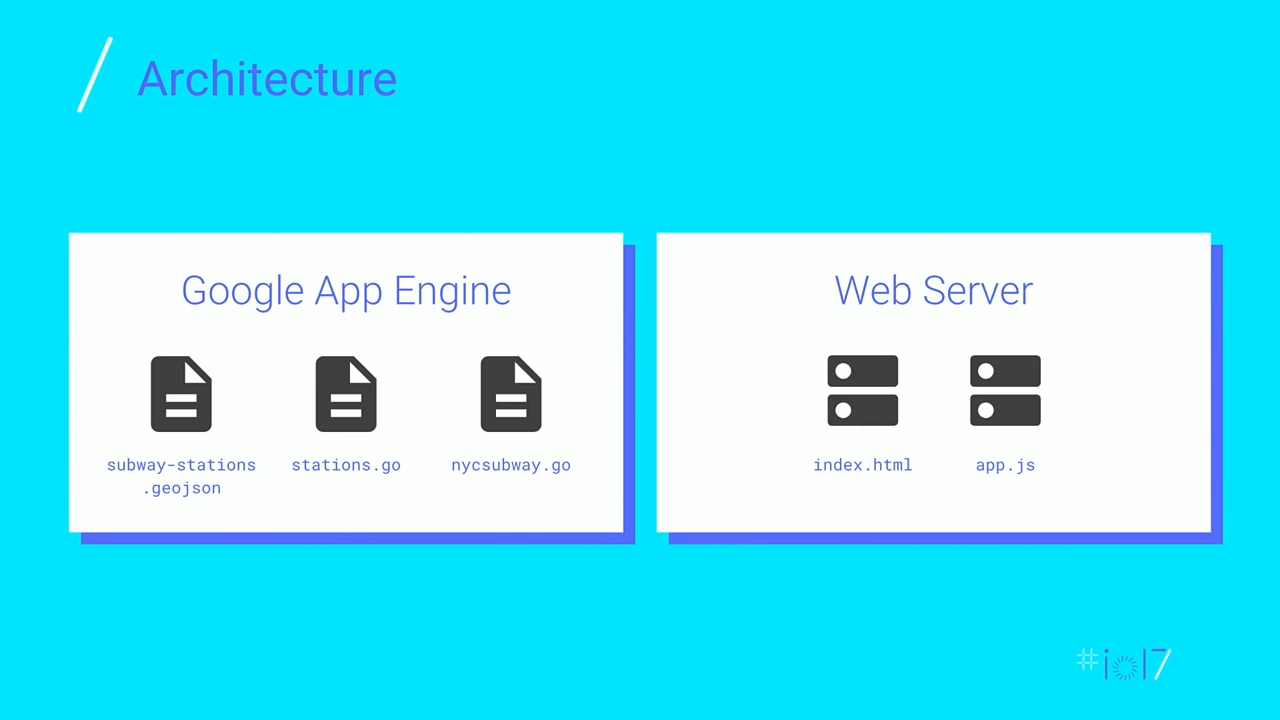 Architecture
Google App Engine
subway-stations
.geojson
stations.go
nycsubway.go
Web Server
index.html
app.js
#io17